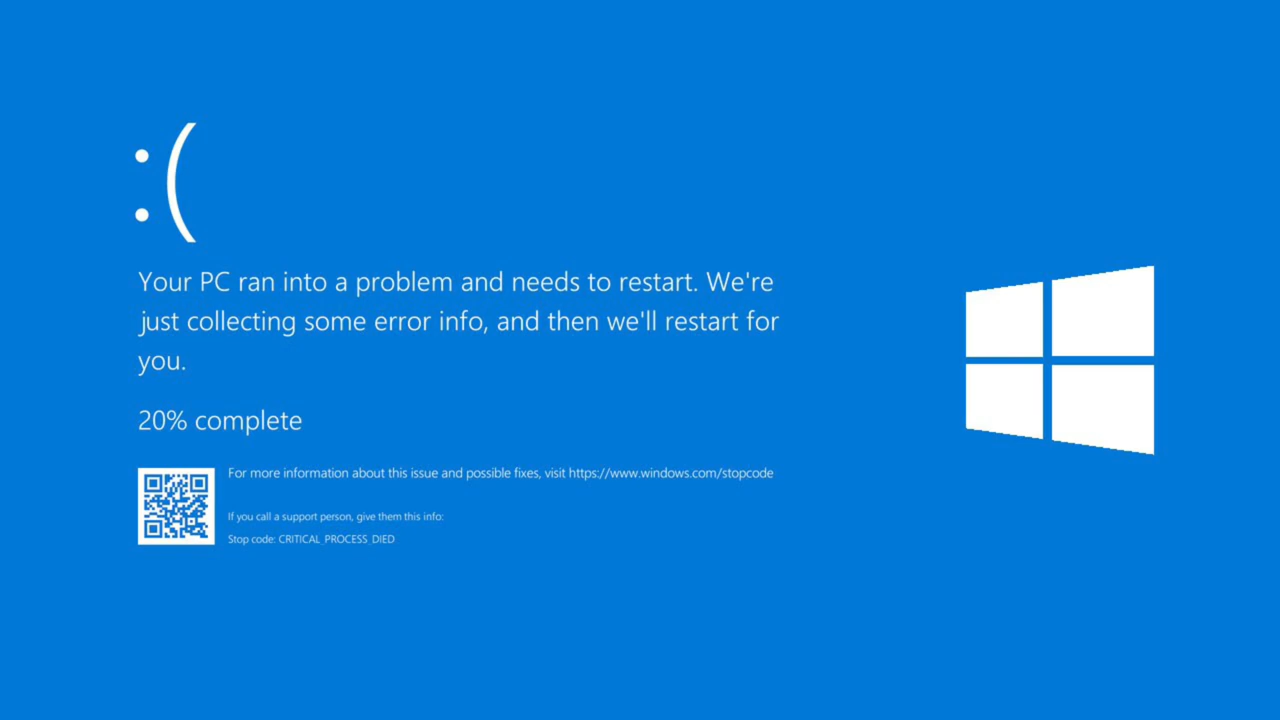 :(
Your PC ran into a problem and needs to restart. We're
just collecting some error info, and then we'll restart for
you.
20% complete
For more information about this issue and possible fixes, visit https://www.windows.com/stopcode
If you call a support person, give them this info:
Stop code: CRITICAL_PROCESS_DIED